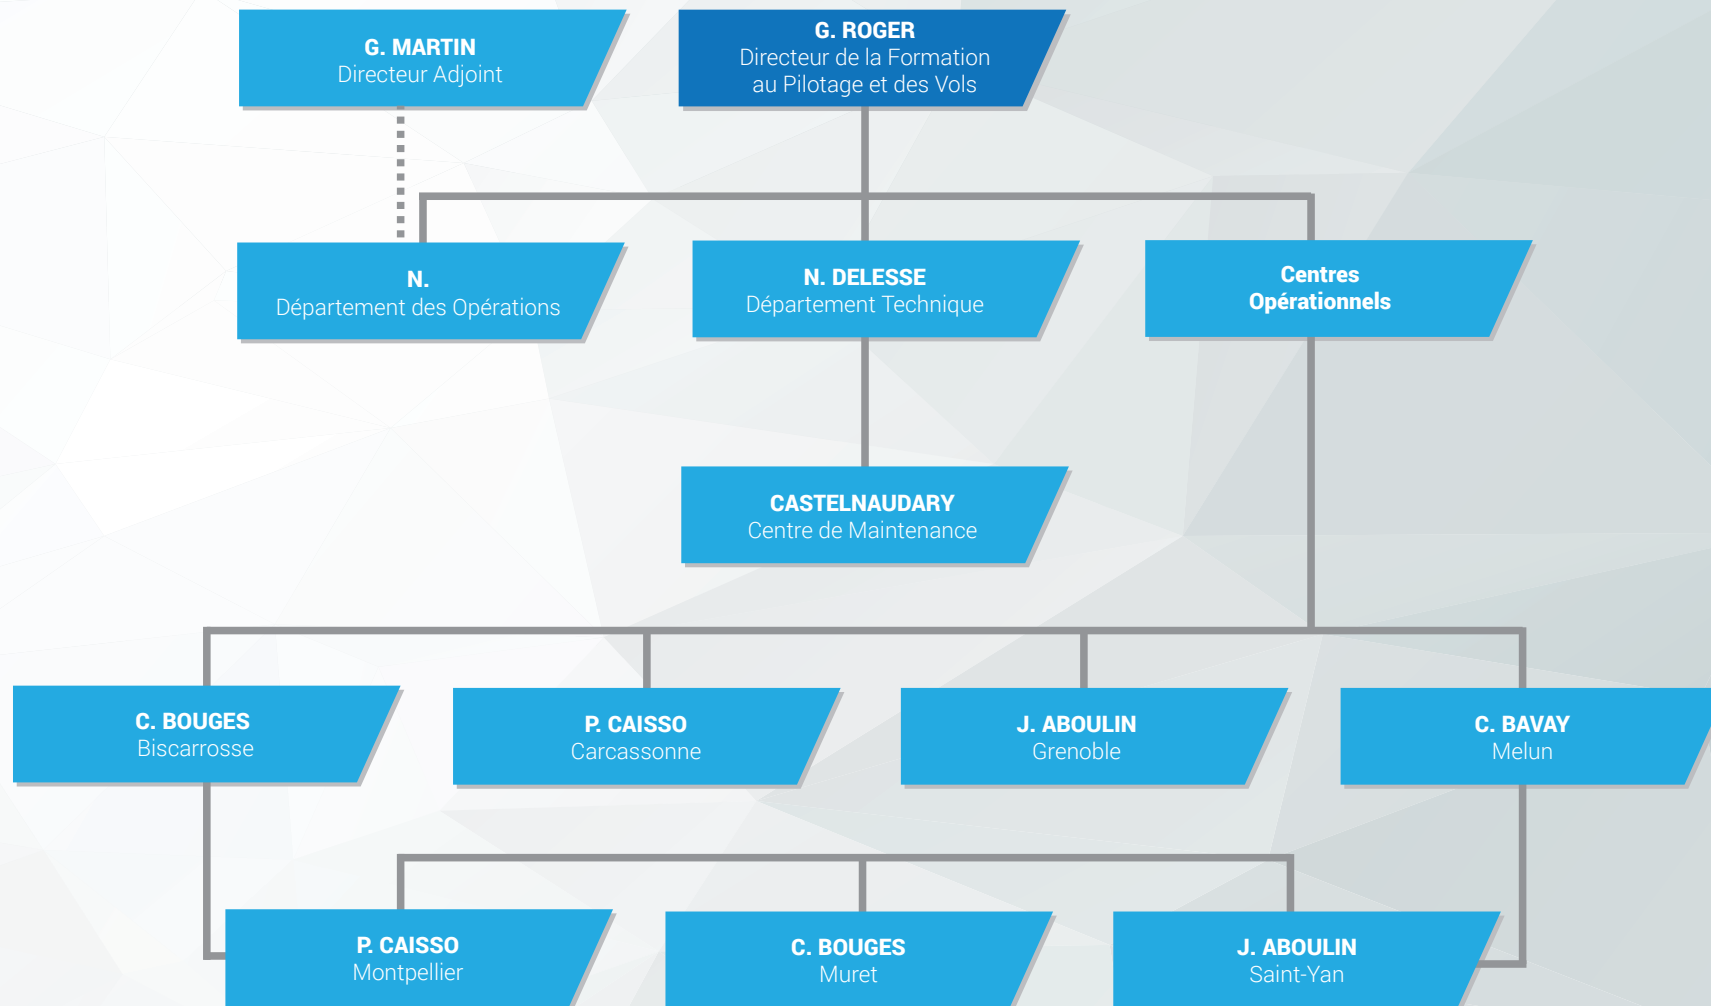 G. MARTIN
Directeur Adjoint
G. ROGER
Directeur de la Formation
au Pilotage et des Vols
N.
Département des Opérations
N. DELESSE
Département Technique
Centres
Opérationnels
CASTELNAUDARY
Centre de Maintenance
C. BOUGES
Biscarrosse
P. CAISSO
Carcassonne
J. ABOULIN
Grenoble
C. BAVAY
Melun
P. CAISSO
Montpellier
C. BOUGES
Muret
J. ABOULIN
Saint-Yan